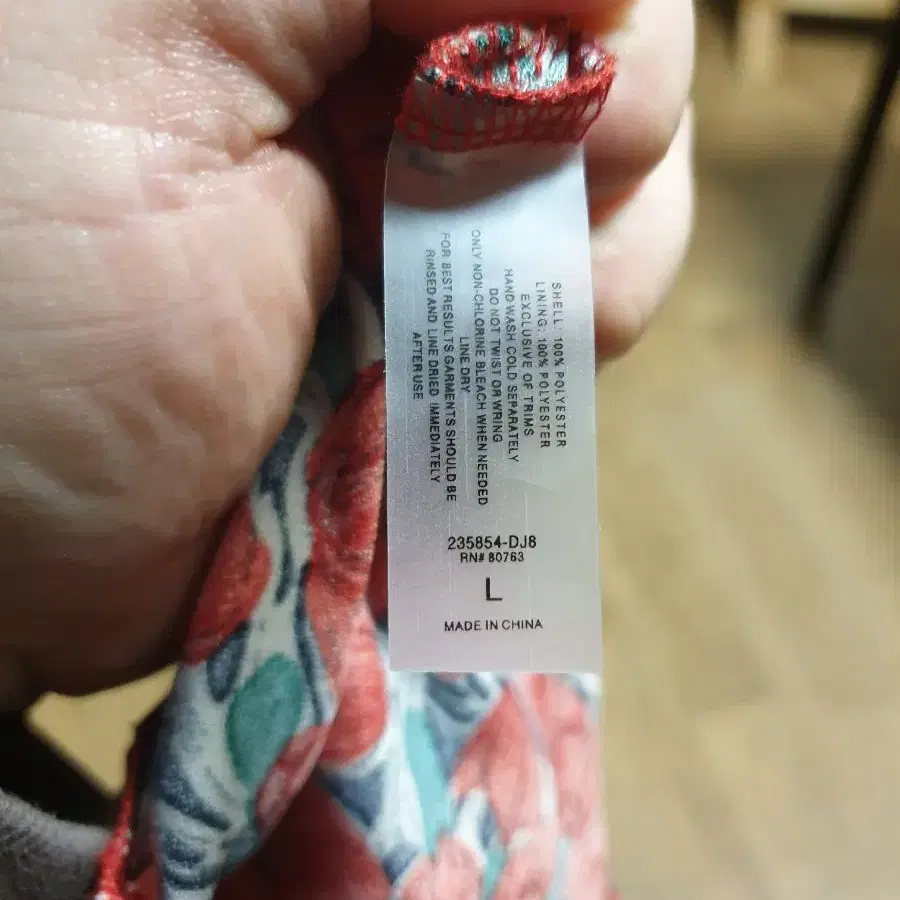 SHELL: 100% POLYESTER
LINING: 100% POLYESTER
EXCLUSIVE OF TRIMS
HAND WASH COLD SEPARATELY
DO NOT TWIST OR WRING
ONLY NON-CHLORINE BLEACH WHEN NEEDED
LINE DRY
FOR BEST RESULTS GARMENTS SHOULD BE
RINSED AND LINE DRIED IMMEDIATELY
AFTER USE
235854-DJ8
RN# 80763
L
MADE IN CHINA